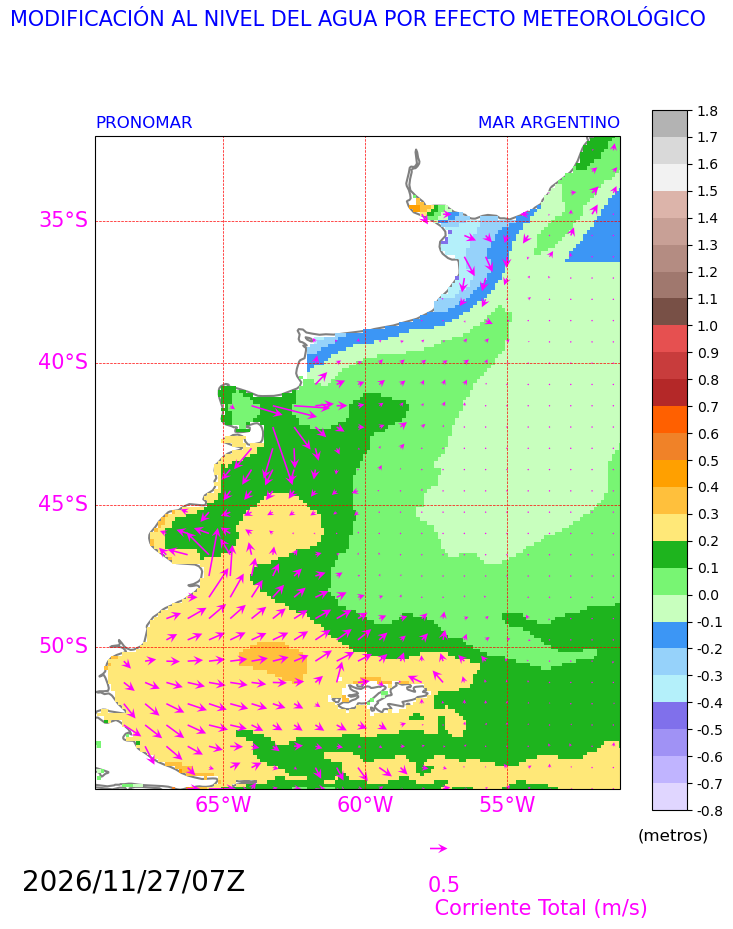 MODIFICACIÓN AL NIVEL DEL AGUA POR EFECTO METEOROLÓGICO
PRONOMAR
MAR ARGENTINO
35°S
40°S
45°S
50°S
65°W
60°W
55°W
1.8
1.7
1.6
1.5
1.4
1.3
1.2
1.1
1.0
0.9
0.8
0.7
0.6
0.5
0.4
0.3
0.2
0.1
0.0
-0.1
-0.2
-0.3
-0.4
-0.5
-0.6
-0.7
-0.8
(metros)
2026/11/27/07Z
0.5
Corriente Total (m/s)